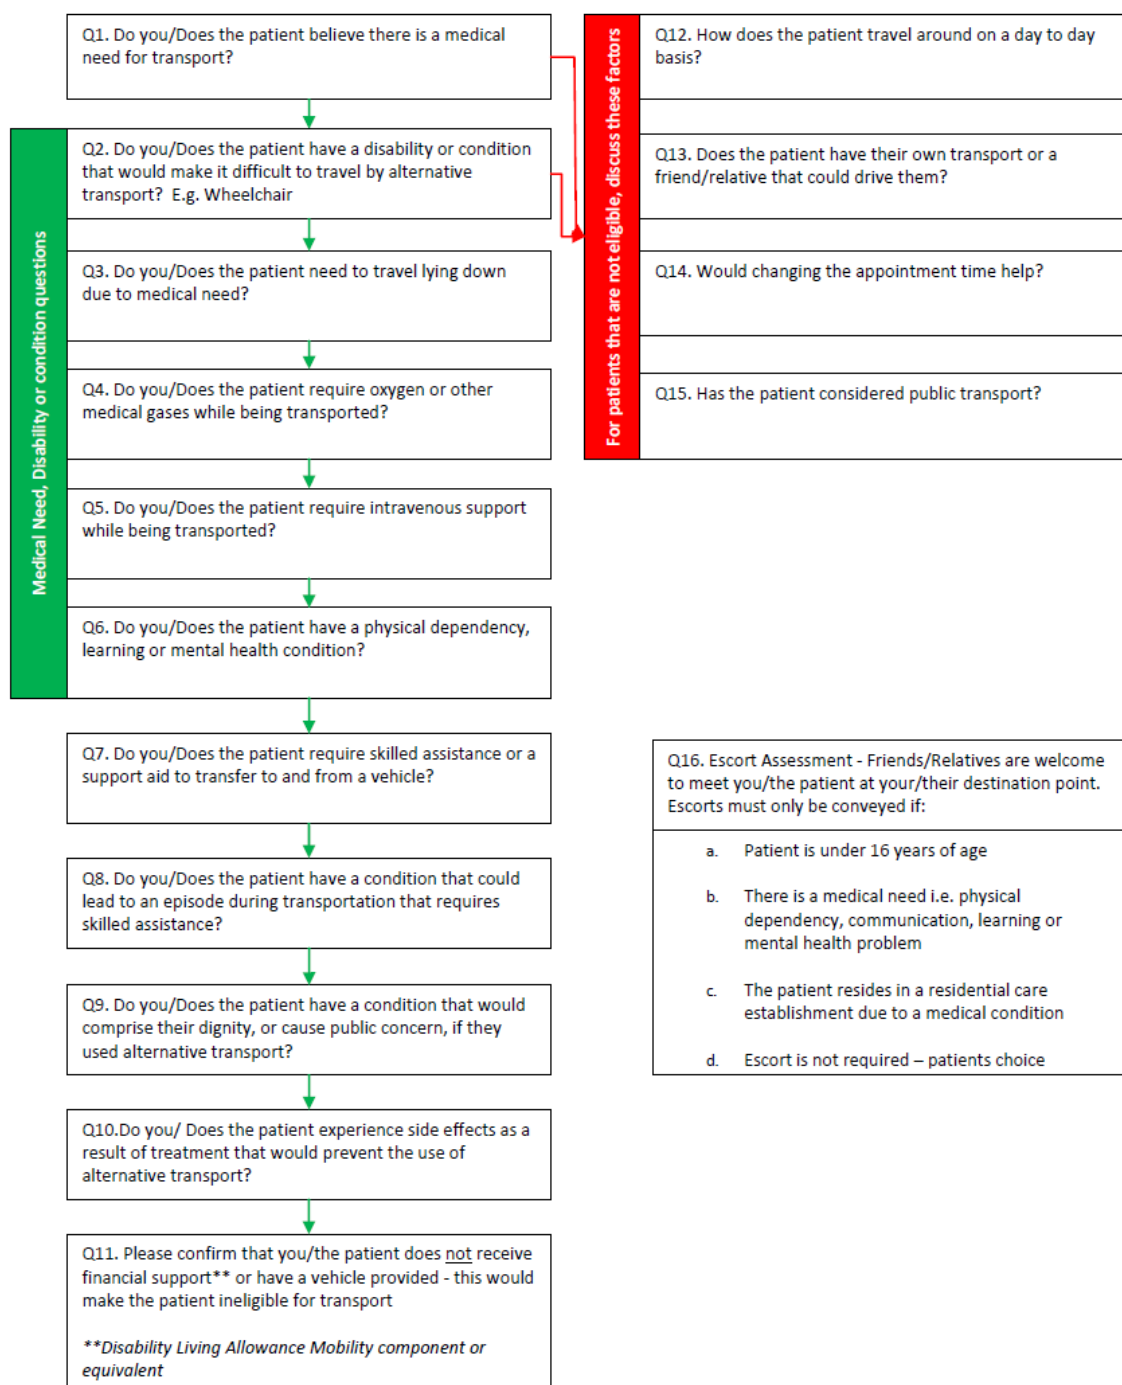 Q1. Do you/Does the patient believe there is a medical
need for transport?
Medical Need, Disability or condition questions
Q2. Do you/Does the patient have a disability or condition
that would make it difficult to travel by alternative
transport? E.g. Wheelchair
Q3. Do you/Does the patient need to travel lying down
due to medical need?
Q4. Do you/Does the patient require oxygen or other
medical gases while being transported?
Q5. Do you/Does the patient require intravenous support
while being transported?
Q6. Do you/Does the patient have a physical dependency,
learning or mental health condition?
Q7. Do you/Does the patient require skilled assistance or a
support aid to transfer to and from a vehicle?
Q8. Do you/Does the patient have a condition that could
lead to an episode during transportation that requires
skilled assistance?
Q9. Do you/Does the patient have a condition that would
comprise their dignity, or cause public concern, if they
used alternative transport?
Q10.Do you/ Does the patient experience side effects as a
result of treatment that would prevent the use of
alternative transport?
Q11. Please confirm that you/the patient does not receive
financial support** or have a vehicle provided - this would
make the patient ineligible for transport
**Disability Living Allowance Mobility component or
equivalent
For patients that are not eligible, discuss these factors
Q12. How does the patient travel around on a day to day
basis?
Q13. Does the patient have their own transport or a
friend/relative that could drive them?
Q14. Would changing the appointment time help?
Q15. Has the patient considered public transport?
Q16. Escort Assessment - Friends/Relatives are welcome
to meet you/the patient at your/their destination point.
Escorts must only be conveyed if:
a. Patient is under 16 years of age
b. There is a medical need i.e. physical
dependency, communication, learning or
mental health problem
c. The patient resides in a residential care
establishment due to a medical condition
d. Escort is not required – patients choice